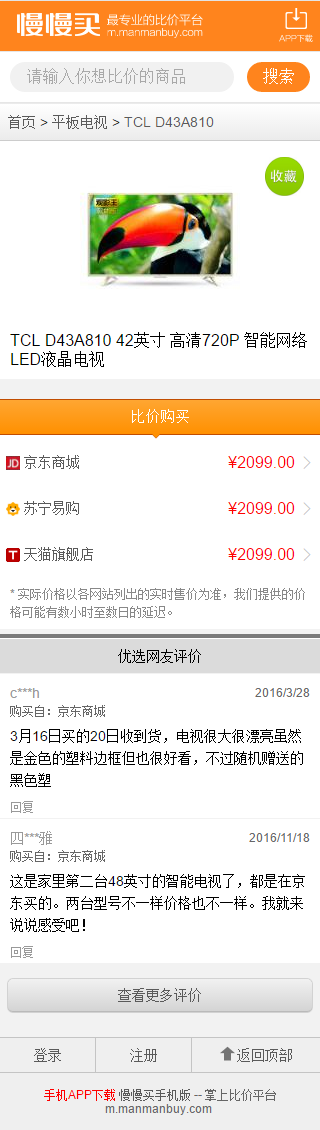 慢慢买 最专业的比价平台
m.manmanbuy.com
APP下载
请输入你想比价的商品 搜索
首页 > 平板电视 > TCL D43A810
收藏
TCL D43A810 42英寸 高清720P 智能网络
LED液晶电视
比价购买
JD 京东商城 ¥2099.00
苏宁易购 ¥2099.00
T 天猫旗舰店 ¥2099.00
* 实际价格以各网站列出的实时售价为准，我们提供的价
格可能有数小时至数日的延迟。
优选网友评价
c***h 2016/3/28
购买自：京东商城
3月16日买的20日收到货，电视很大很漂亮虽然
是金色的塑料边框但也很好看，不过随机赠送的
黑色塑
回复
四***雅 2016/11/18
购买自：京东商城
这是家里第二台48英寸的智能电视了，都是在京
东买的。两台型号不一样价格也不一样。我就来
说说感受吧！
回复
查看更多评价
登录 注册 返回顶部
手机APP下载 慢慢买手机版 -- 掌上比价平台
m.manmanbuy.com